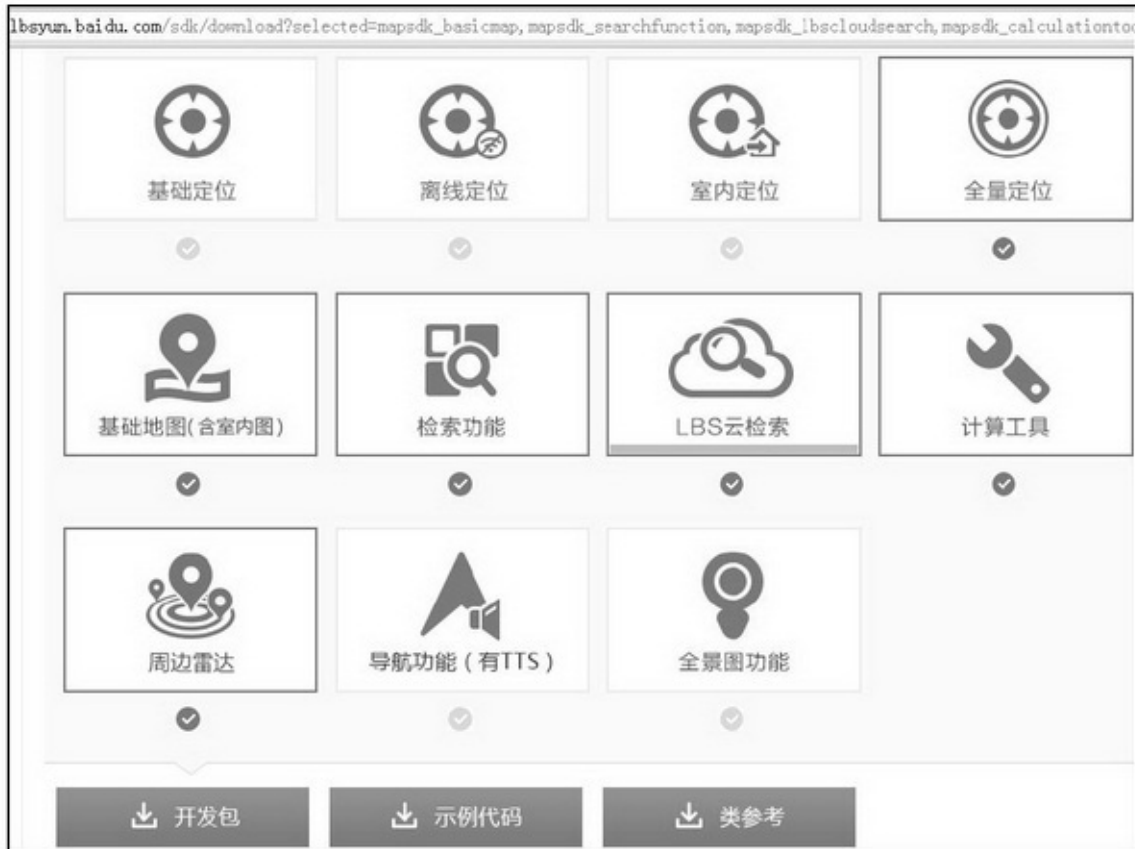 lbsyun.baidu.com/sdk/download?selected=mapsdk_basicmap,mapsdk_searchfunction,mapsdk_lbscloudsearch,mapsdk_calculationtoo
基础定位
离线定位
室内定位
全量定位
基础地图(含室内图)
检索功能
LBS云检索
计算工具
周边雷达
导航功能（有TTS）
全景图功能
开发包
示例代码
类参考